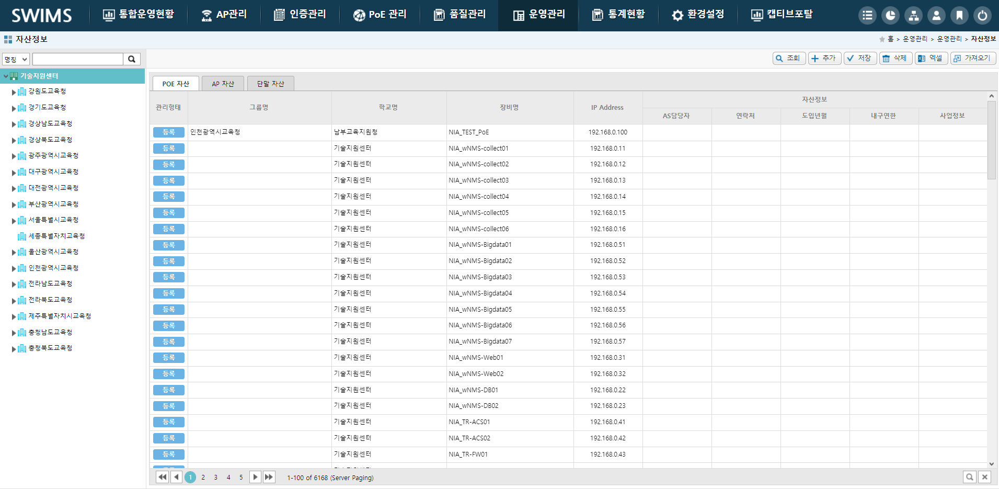 SWIMS 통합운영현황 AP관리 인증관리 PoE 관리 품질관리 운영관리 통계현황 환경설정 캡티브포탈
자산정보
홈 > 운영관리 > 운영관리 > 자산정보
명칭
조회 추가 저장 삭제 엑셀 가져오기
기술지원센터
강원도교육청
경기도교육청
경상남도교육청
경상북도교육청
광주광역시교육청
대구광역시교육청
대전광역시교육청
부산광역시교육청
서울특별시교육청
세종특별자치교육청
울산광역시교육청
인천광역시교육청
전라남도교육청
전라북도교육청
제주특별자치시교육청
충청남도교육청
충청북도교육청
POE 자산 AP 자산 단말 자산
관리형태 그룹명 학교명 장비명 IP Address 자산정보
AS담당자 연락처 도입년월 내구연한 사업정보
등록 인천광역시교육청 남부교육지원청 NIA_TEST_PoE 192.168.0.100
등록 기술지원센터 NIA_wNMS-collect01 192.168.0.11
등록 기술지원센터 NIA_wNMS-collect02 192.168.0.12
등록 기술지원센터 NIA_wNMS-collect03 192.168.0.13
등록 기술지원센터 NIA_wNMS-collect04 192.168.0.14
등록 기술지원센터 NIA_wNMS-collect05 192.168.0.15
등록 기술지원센터 NIA_wNMS-collect06 192.168.0.16
등록 기술지원센터 NIA_wNMS-Bigdata01 192.168.0.51
등록 기술지원센터 NIA_wNMS-Bigdata02 192.168.0.52
등록 기술지원센터 NIA_wNMS-Bigdata03 192.168.0.53
등록 기술지원센터 NIA_wNMS-Bigdata04 192.168.0.54
등록 기술지원센터 NIA_wNMS-Bigdata05 192.168.0.55
등록 기술지원센터 NIA_wNMS-Bigdata06 192.168.0.56
등록 기술지원센터 NIA_wNMS-Bigdata07 192.168.0.57
등록 기술지원센터 NIA_wNMS-Web01 192.168.0.31
등록 기술지원센터 NIA_wNMS-Web02 192.168.0.32
등록 기술지원센터 NIA_wNMS-DB01 192.168.0.22
등록 기술지원센터 NIA_wNMS-DB02 192.168.0.23
등록 기술지원센터 NIA_TR-ACS01 192.168.0.41
등록 기술지원센터 NIA_TR-ACS02 192.168.0.42
등록 기술지원센터 NIA_TR-FW01 192.168.0.43
1 2 3 4 5 1-100 of 6168 (Server Paging)